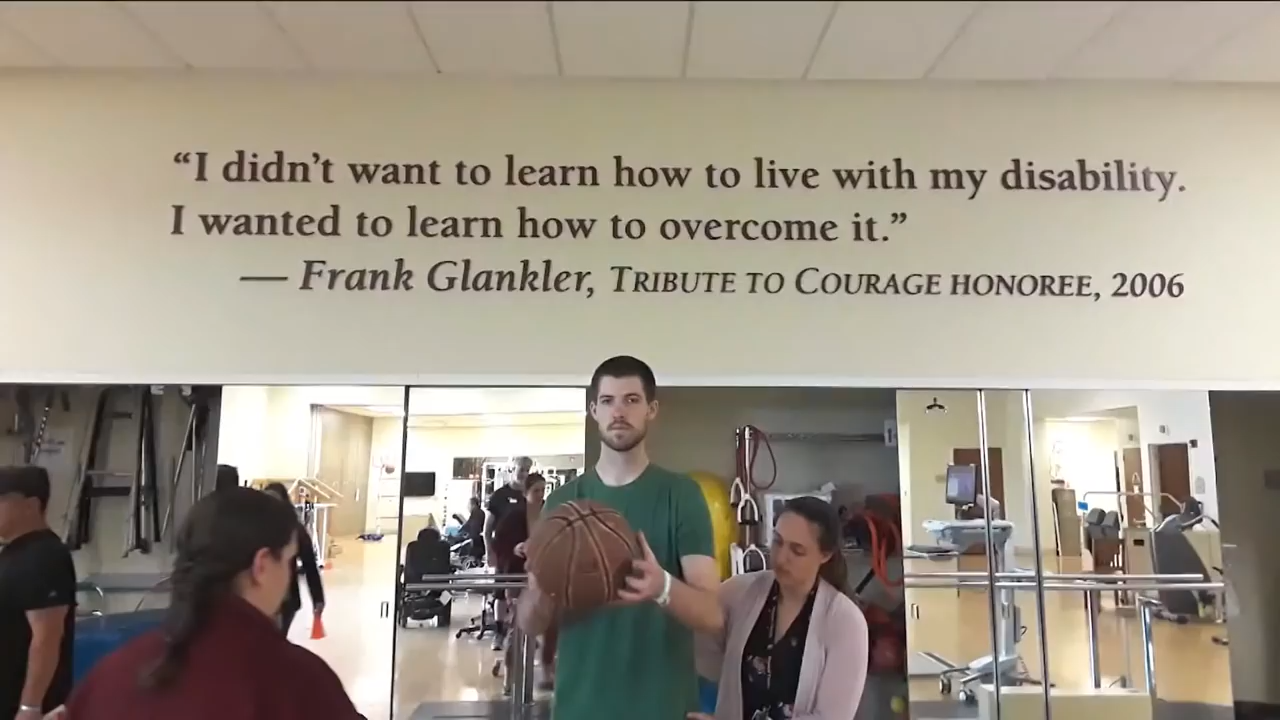 “I didn’t want to learn how to live with my disability.
I wanted to learn how to overcome it.”
— Frank Glankler, TRIBUTE TO COURAGE HONOREE, 2006